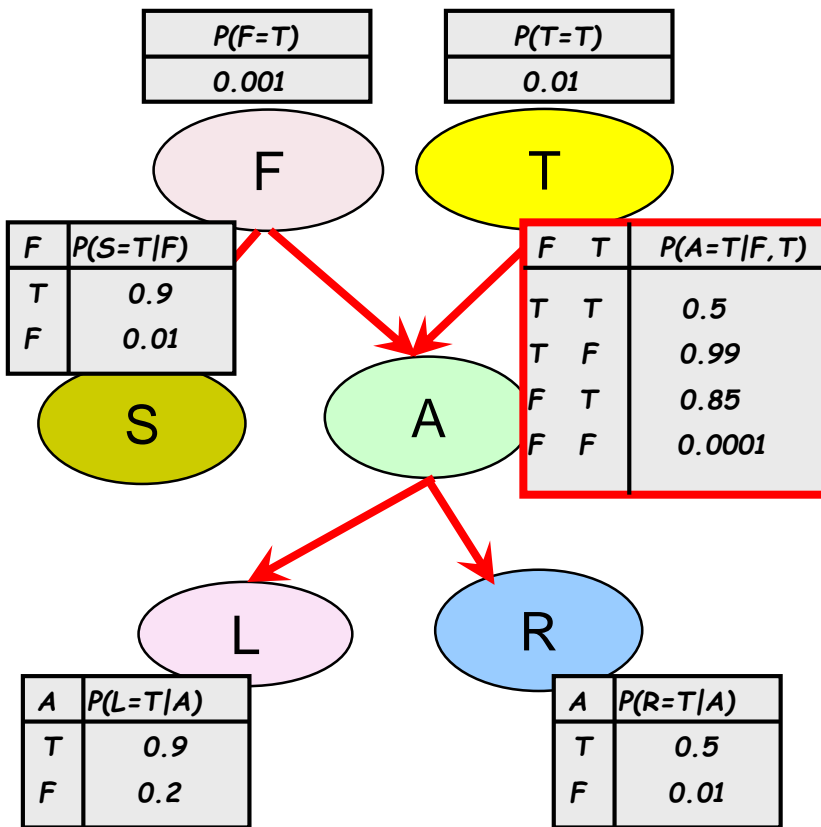 P(F=T)
0.001
P(T=T)
0.01
F
T
F P(S=T|F)
T 0.9
F 0.01
F T P(A=T|F,T)
T T 0.5
T F 0.99
F T 0.85
F F 0.0001
S
A
L
R
A P(L=T|A)
T 0.9
F 0.2
A P(R=T|A)
T 0.5
F 0.01